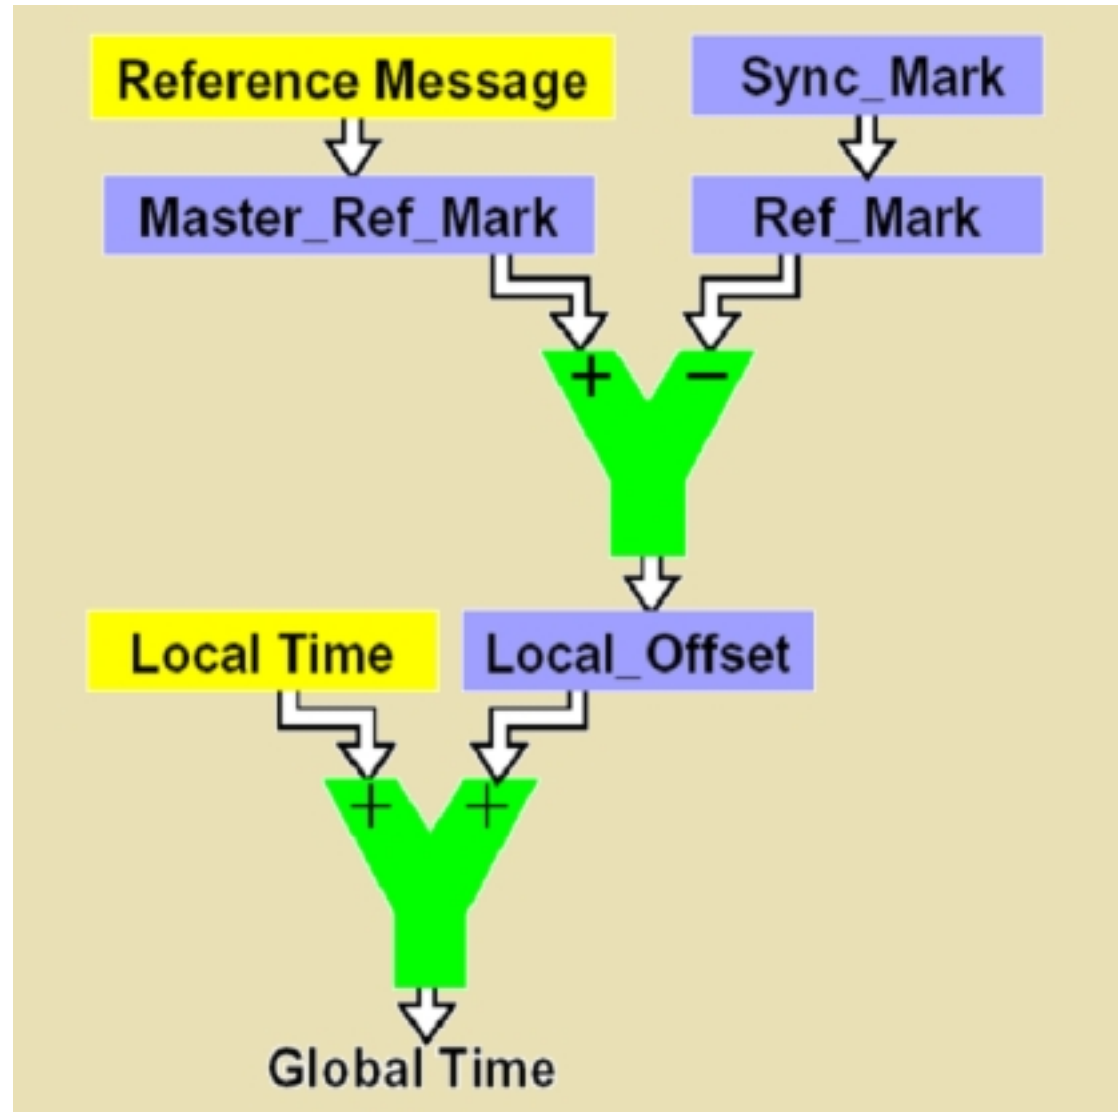 Reference Message
Sync_Mark
Master_Ref_Mark
Ref_Mark
+
−
Local Time
Local_Offset
+
+
Global Time